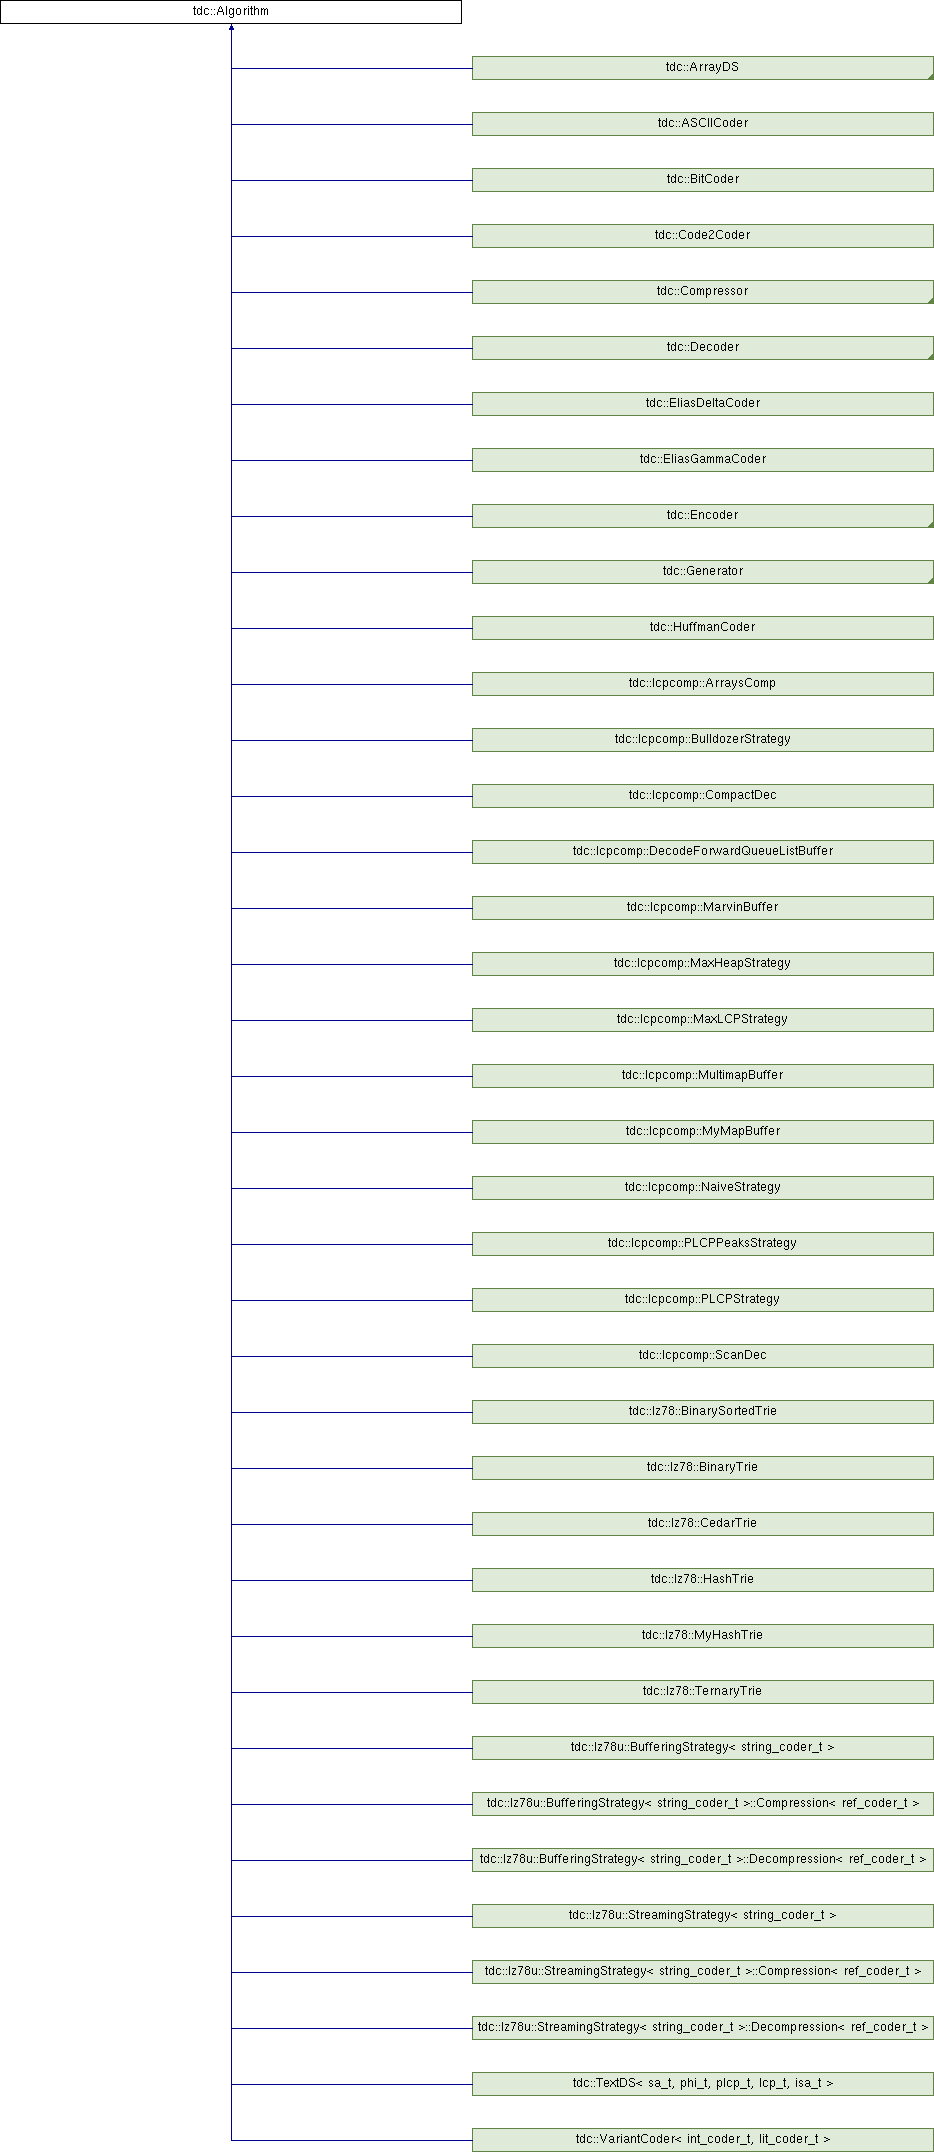 tdc::Algorithm
tdc::ArrayDS
tdc::ASCIICoder
tdc::BitCoder
tdc::Code2Coder
tdc::Compressor
tdc::Decoder
tdc::EliasDeltaCoder
tdc::EliasGammaCoder
tdc::Encoder
tdc::Generator
tdc::HuffmanCoder
tdc::lcpcomp::ArraysComp
tdc::lcpcomp::BulldozerStrategy
tdc::lcpcomp::CompactDec
tdc::lcpcomp::DecodeForwardQueueListBuffer
tdc::lcpcomp::MarvinBuffer
tdc::lcpcomp::MaxHeapStrategy
tdc::lcpcomp::MaxLCPStrategy
tdc::lcpcomp::MultimapBuffer
tdc::lcpcomp::MyMapBuffer
tdc::lcpcomp::NaiveStrategy
tdc::lcpcomp::PLCPPeaksStrategy
tdc::lcpcomp::PLCPStrategy
tdc::lcpcomp::ScanDec
tdc::lz78::BinarySortedTrie
tdc::lz78::BinaryTrie
tdc::lz78::CedarTrie
tdc::lz78::HashTrie
tdc::lz78::MyHashTrie
tdc::lz78::TernaryTrie
tdc::lz78u::BufferingStrategy< string_coder_t >
tdc::lz78u::BufferingStrategy< string_coder_t >::Compression< ref_coder_t >
tdc::lz78u::BufferingStrategy< string_coder_t >::Decompression< ref_coder_t >
tdc::lz78u::StreamingStrategy< string_coder_t >
tdc::lz78u::StreamingStrategy< string_coder_t >::Compression< ref_coder_t >
tdc::lz78u::StreamingStrategy< string_coder_t >::Decompression< ref_coder_t >
tdc::TextDS< sa_t, phi_t, plcp_t, lcp_t, isa_t >
tdc::VariantCoder< int_coder_t, lit_coder_t >